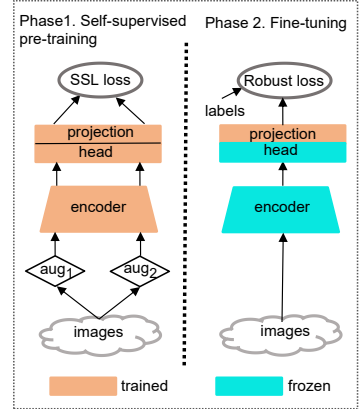 Phase1. Self-supervised
pre-training
SSL loss
projection
head
encoder
aug1
aug2
images
trained
Phase 2. Fine-tuning
Robust loss
labels
projection
head
encoder
images
frozen